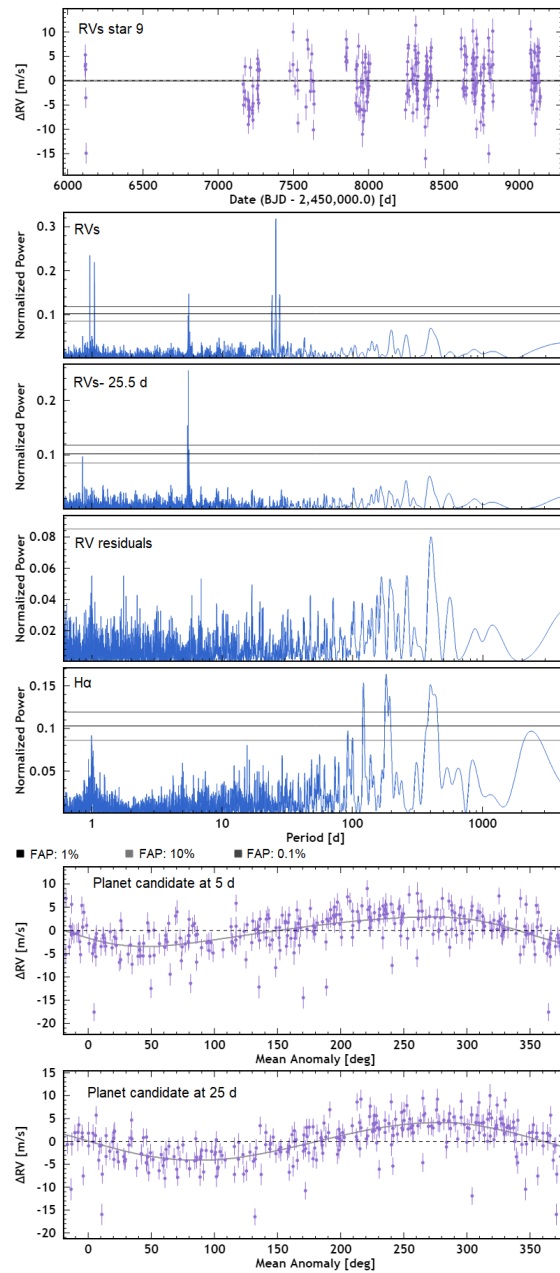 RVs star 9
ΔRV [m/s]
10
5
0
-5
-10
-15
6000 6500 7000 7500 8000 8500 9000
Date (BJD - 2,450,000.0) [d]
RVs
Normalized Power
0.3
0.2
0.1
RVs- 25.5 d
Normalized Power
0.2
0.1
RV residuals
Normalized Power
0.08
0.06
0.04
0.02
Period [d]
Hα
Normalized Power
0.15
0.1
0.05
1 10 100 1000
Period [d]
FAP: 1% FAP: 10% FAP: 0.1%
Planet candidate at 5 d
ΔRV [m/s]
10
5
0
-5
-10
-15
-20
0 50 100 150 200 250 300 350
Mean Anomaly [deg]
Planet candidate at 25 d
ΔRV [m/s]
15
10
5
0
-5
-10
-15
-20
0 50 100 150 200 250 300 350
Mean Anomaly [deg]